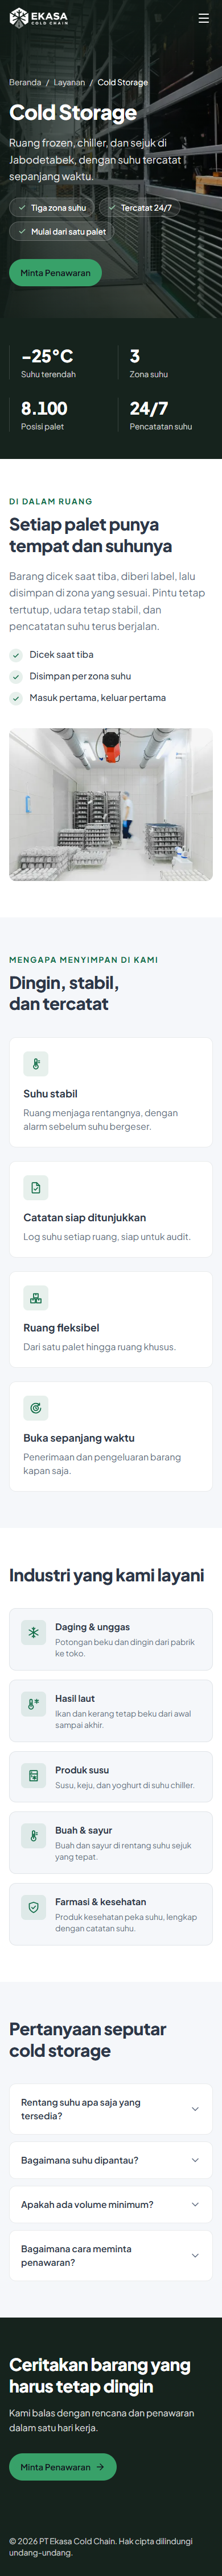 EKASA
COLD CHAIN
Beranda / Layanan / Cold Storage
Cold Storage
Ruang frozen, chiller, dan sejuk di
Jabodetabek, dengan suhu tercatat
sepanjang waktu.
Tiga zona suhu
Tercatat 24/7
Mulai dari satu palet
Minta Penawaran
−25°C
Suhu terendah
3
Zona suhu
8.100
Posisi palet
24/7
Pencatatan suhu
DI DALAM RUANG
Setiap palet punya
tempat dan suhunya
Barang dicek saat tiba, diberi label, lalu
disimpan di zona yang sesuai. Pintu tetap
tertutup, udara tetap stabil, dan
pencatatan suhu terus berjalan.
Dicek saat tiba
Disimpan per zona suhu
Masuk pertama, keluar pertama
MENGAPA MENYIMPAN DI KAMI
Dingin, stabil,
dan tercatat
Suhu stabil
Ruang menjaga rentangnya, dengan
alarm sebelum suhu bergeser.
Catatan siap ditunjukkan
Log suhu setiap ruang, siap untuk audit.
Ruang fleksibel
Dari satu palet hingga ruang khusus.
Buka sepanjang waktu
Penerimaan dan pengeluaran barang
kapan saja.
Industri yang kami layani
Daging & unggas
Potongan beku dan dingin dari pabrik
ke toko.
Hasil laut
Ikan dan kerang tetap beku dari awal
sampai akhir.
Produk susu
Susu, keju, dan yoghurt di suhu chiller.
Buah & sayur
Buah dan sayur di rentang suhu sejuk
yang tepat.
Farmasi & kesehatan
Produk kesehatan peka suhu, lengkap
dengan catatan suhu.
Pertanyaan seputar
cold storage
Rentang suhu apa saja yang
tersedia?
Bagaimana suhu dipantau?
Apakah ada volume minimum?
Bagaimana cara meminta
penawaran?
Ceritakan barang yang
harus tetap dingin
Kami balas dengan rencana dan penawaran
dalam satu hari kerja.
Minta Penawaran
© 2026 PT Ekasa Cold Chain. Hak cipta dilindungi
undang-undang.